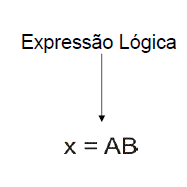 Expressão Lógica
x = AB